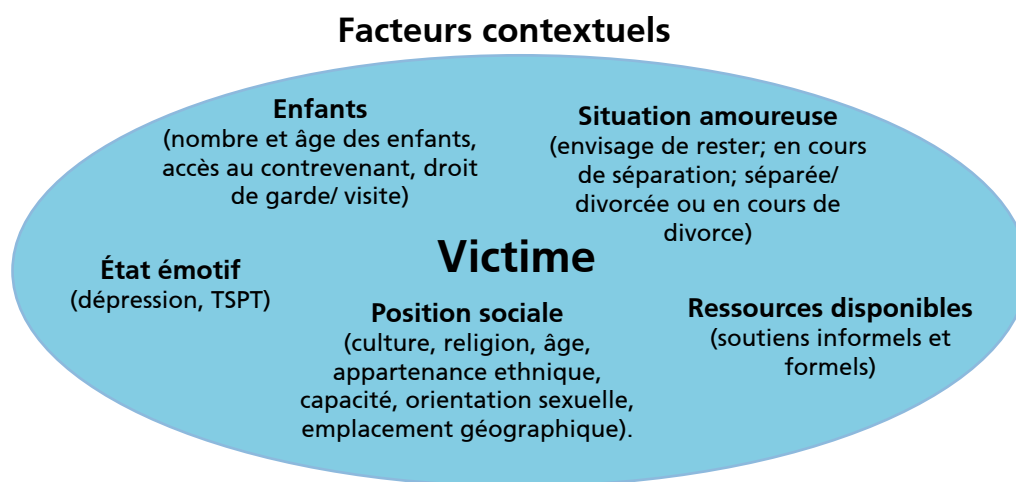 Facteurs contextuels
Enfants
(nombre et âge des enfants,
accès au contrevenant, droit
de garde/ visite)
Situation amoureuse
(envisage de rester; en cours
de séparation; séparée/
divorcée ou en cours de
divorce)
Victime
État émotif
(dépression, TSPT)
Position sociale
(culture, religion, âge,
appartenance ethnique,
capacité, orientation sexuelle,
emplacement géographique).
Ressources disponibles
(soutiens informels et
formels)